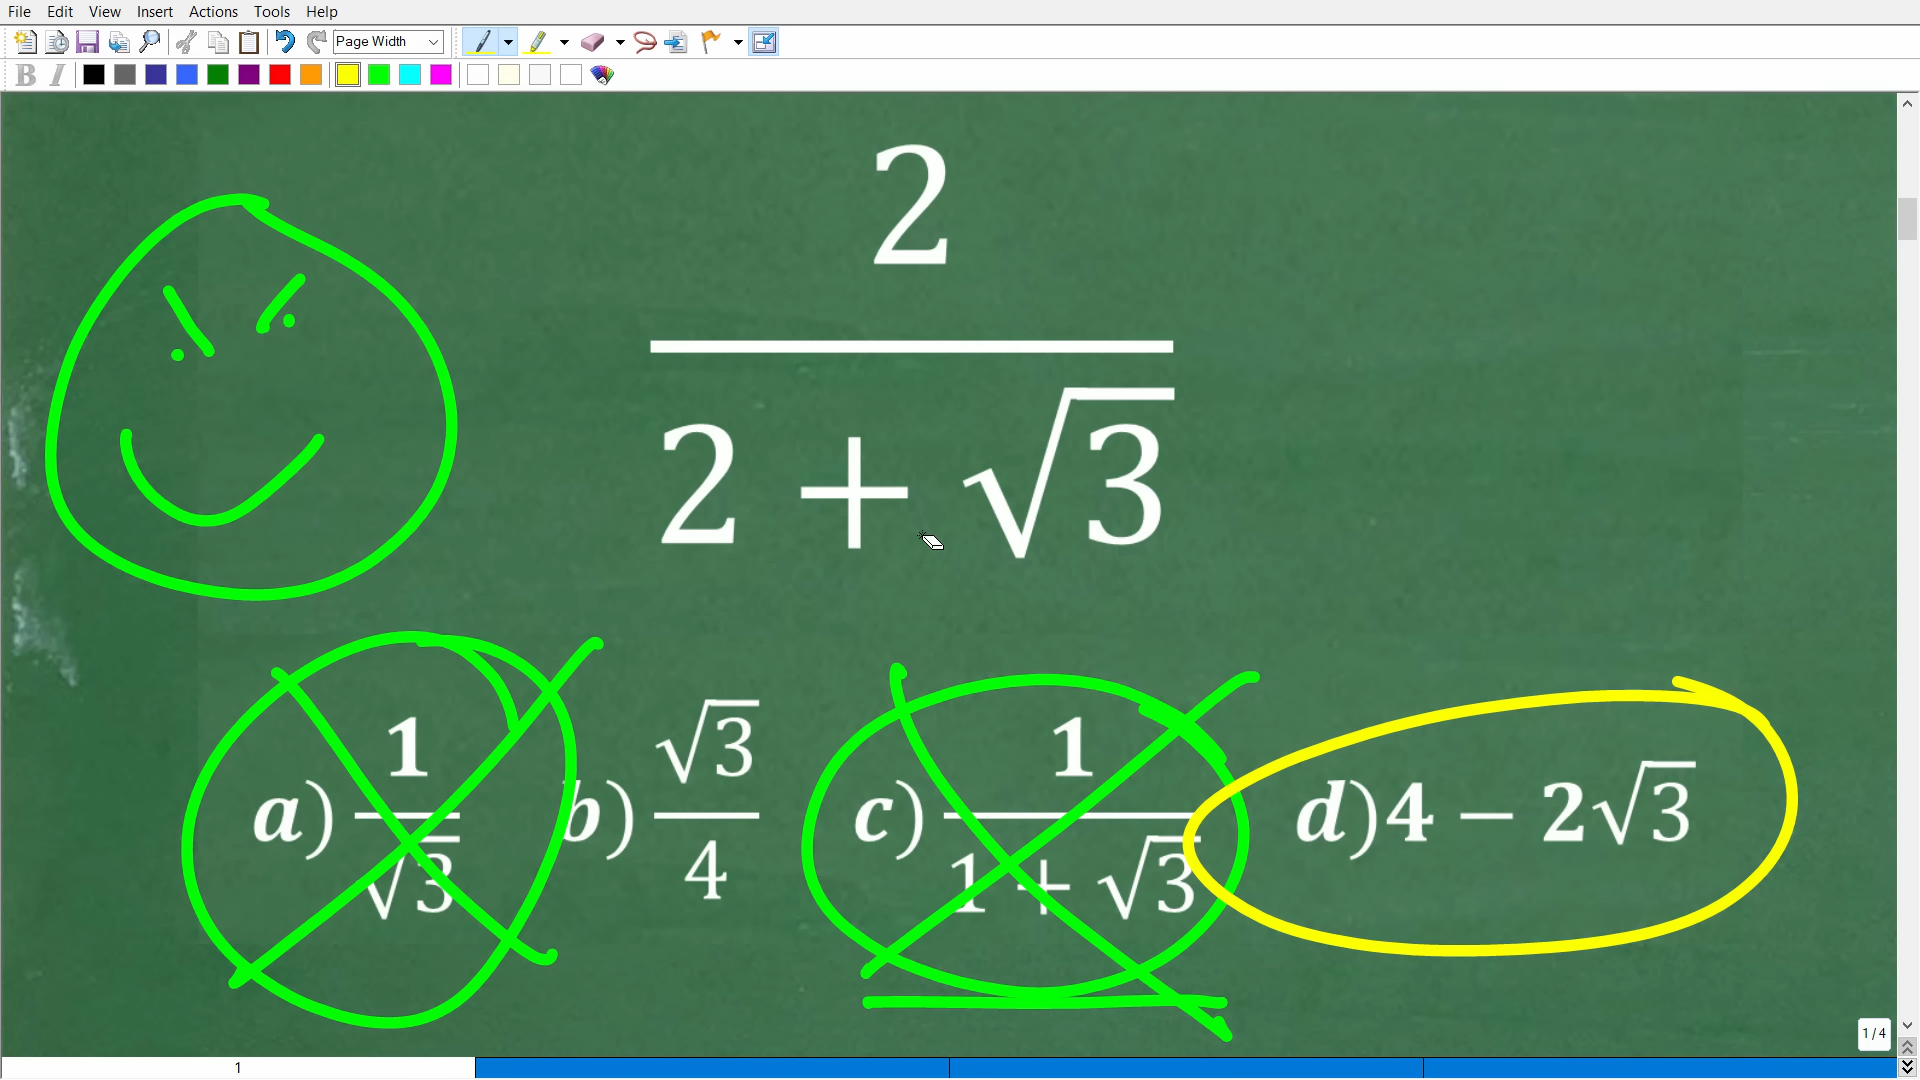 File Edit View Insert Actions Tools Help
Page Width
B I
2
2 + √3
a) 1/√3 b) √3/4 c) 1/1 + √3 d)4 − 2√3
1 / 4
1